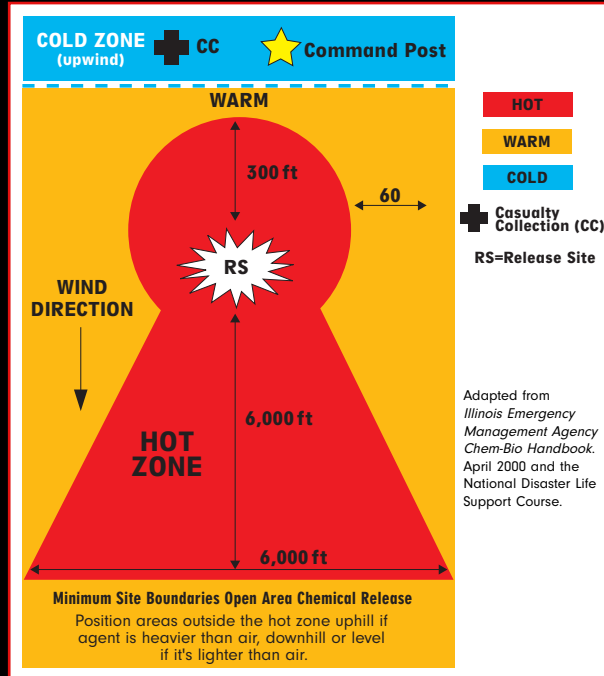 COLD ZONE
(upwind)
CC
Command Post
WARM
300 ft
60
RS
WIND
DIRECTION
6,000 ft
HOT
ZONE
6,000 ft
Minimum Site Boundaries Open Area Chemical Release
Position areas outside the hot zone uphill if
agent is heavier than air, downhill or level
if it's lighter than air.
HOT
WARM
COLD
Casualty
Collection (CC)
RS=Release Site
Adapted from
Illinois Emergency
Management Agency
Chem-Bio Handbook.
April 2000 and the
National Disaster Life
Support Course.